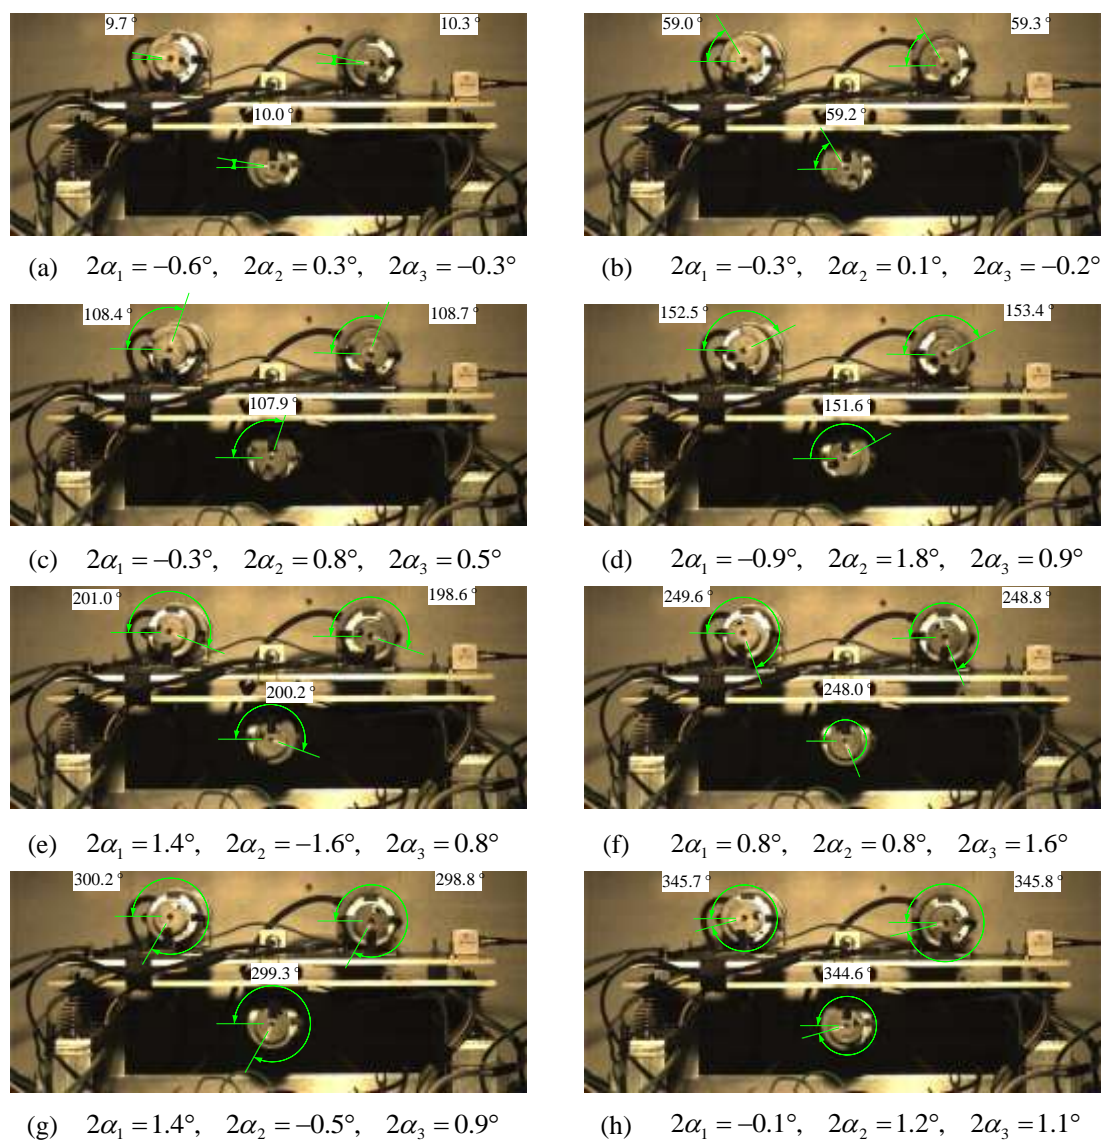 9.7 ° 10.3 ° 59.0 ° 59.3 °
10.0 ° 59.2 °
(a) 2α₁ = −0.6°, 2α₂ = 0.3°, 2α₃ = −0.3° (b) 2α₁ = −0.3°, 2α₂ = 0.1°, 2α₃ = −0.2°
108.4 ° 108.7 ° 152.5 ° 153.4 °
107.9 ° 151.6 °
(c) 2α₁ = −0.3°, 2α₂ = 0.8°, 2α₃ = 0.5° (d) 2α₁ = −0.9°, 2α₂ = 1.8°, 2α₃ = 0.9°
201.0 ° 198.6 ° 249.6 ° 248.8 °
200.2 ° 248.0 °
(e) 2α₁ = 1.4°, 2α₂ = −1.6°, 2α₃ = 0.8° (f) 2α₁ = 0.8°, 2α₂ = 0.8°, 2α₃ = 1.6°
300.2 ° 298.8 ° 345.7 ° 345.8 °
299.3 ° 344.6 °
(g) 2α₁ = 1.4°, 2α₂ = −0.5°, 2α₃ = 0.9° (h) 2α₁ = −0.1°, 2α₂ = 1.2°, 2α₃ = 1.1°